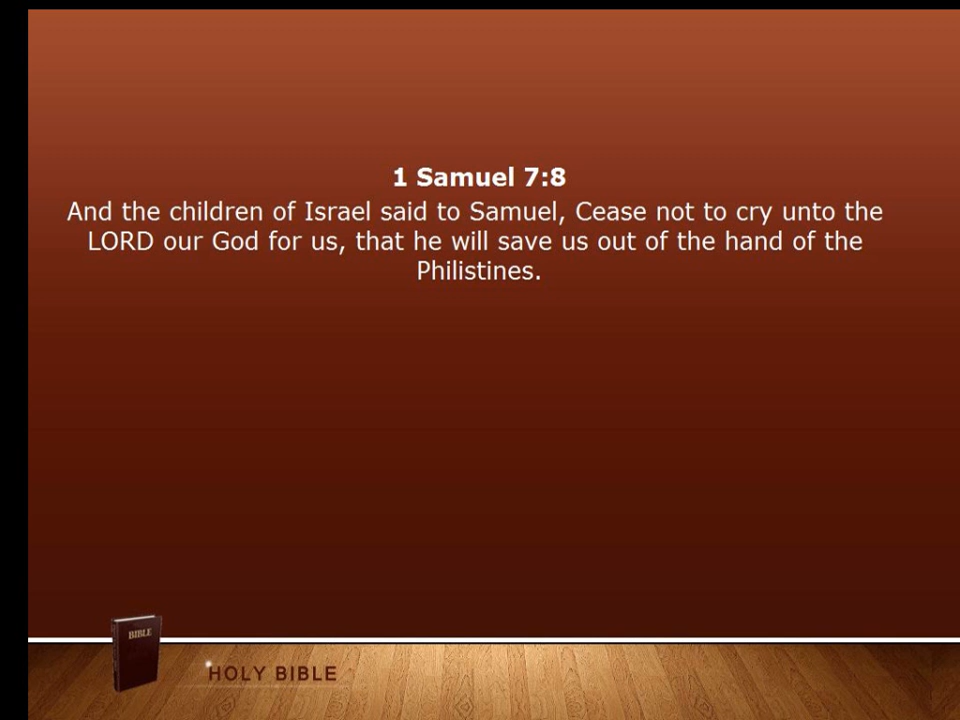 1 Samuel 7:8
And the children of Israel said to Samuel, Cease not to cry unto the
LORD our God for us, that he will save us out of the hand of the
Philistines.
BIBLE
HOLY BIBLE